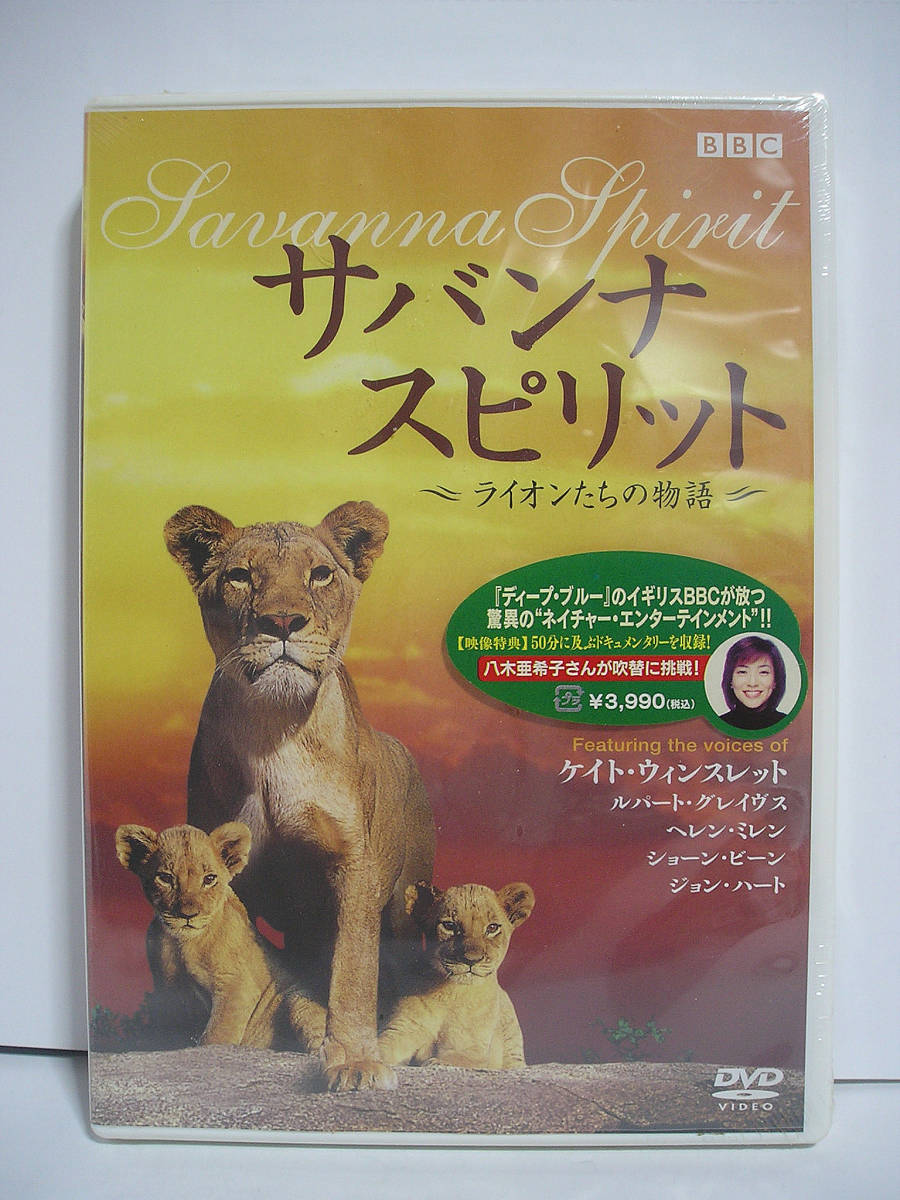 BBC
Savanna Spirit
サバンナ
スピリット
~ライオンたちの物語~
『ディープ・ブルー』のイギリスBBCが放つ
驚異の“ネイチャー・エンターテインメント”!!
【映像特典】50分に及ぶドキュメンタリーを収録!
八木亜希子さんが吹替に挑戦!
プラ ¥3,990(税込)
Featuring the voices of
ケイト・ウィンスレット
ルパート・グレイヴス
ヘレン・ミレン
ショーン・ビーン
ジョン・ハート
DVD
VIDEO